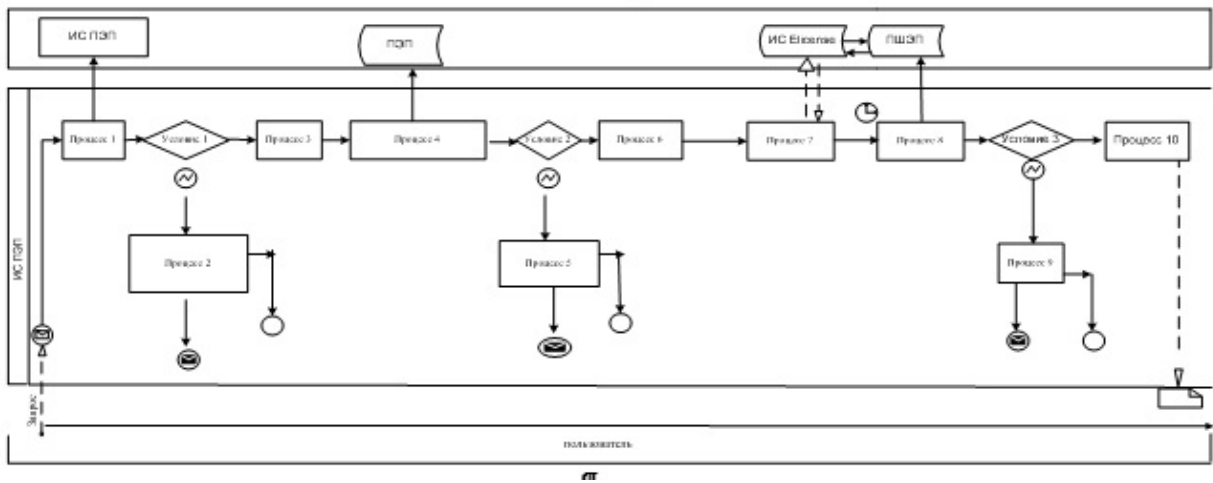 ИС ПЭП
ПЭП
ИС Elicense
ПШЭП
Процесс 1
Условие 1
Процесс 3
Процесс 4
Условие 2
Процесс 6
Процесс 7
Процесс 8
Условие 3
Процесс 10
ИС ПЭП
Процесс 2
Процесс 5
Процесс 9
Запрос
пользователь